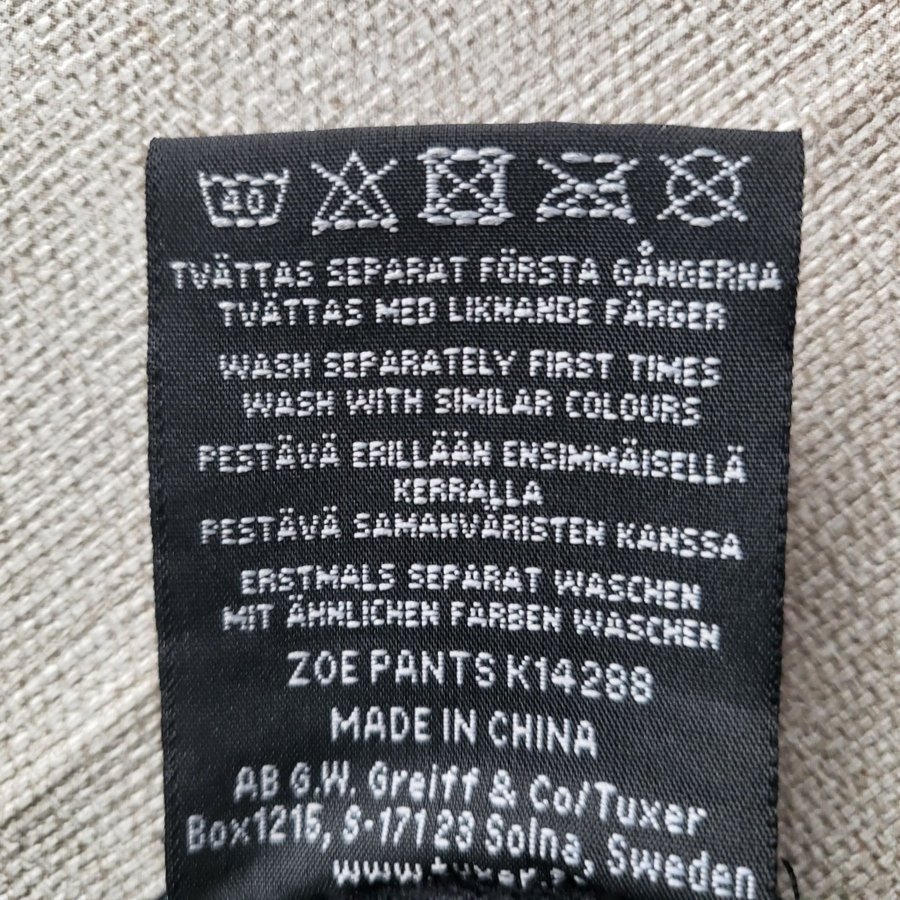 40
TVÄTTAS SEPARAT FÖRSTA GÅNGERNA
TVÄTTAS MED LIKNANDE FÄRGER
WASH SEPARATELY FIRST TIMES
WASH WITH SIMILAR COLOURS
PESTÄVÄ ERILLÄÄN ENSIMMÄISELLÄ
KERRALLA
PESTÄVÄ SAMANVÄRISTEN KANSSA
ERSTMALS SEPARAT WASCHEN
MIT ÄHNLICHEN FARBEN WASCHEN
ZOE PANTS K14288
MADE IN CHINA
AB G.W. Greiff & Co/Tuxer
Box1215, S-171 23 Solna, Sweden